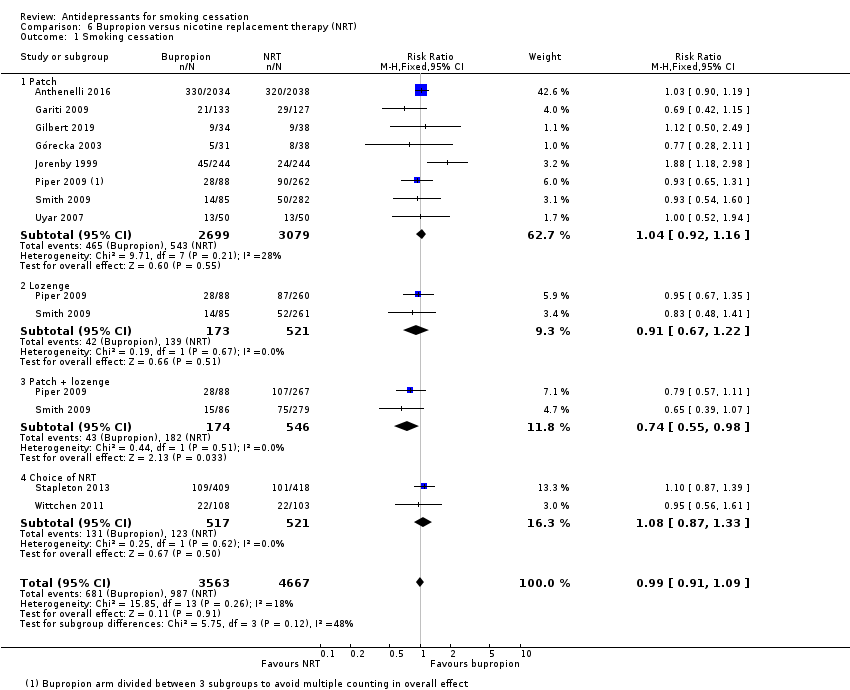 Review: Antidepressants for smoking cessation
Comparison: 6 Bupropion versus nicotine replacement therapy (NRT)
Outcome: 1 Smoking cessation
Study or subgroup Bupropion NRT Risk Ratio Weight Risk Ratio
n/N n/N M-H,Fixed,95% CI M-H,Fixed,95% CI
1 Patch
Anthenelli 2016 330/2034 320/2038 42.6 % 1.03 [ 0.90, 1.19 ]
Gariti 2009 21/133 29/127 4.0 % 0.69 [ 0.42, 1.15 ]
Gilbert 2019 9/34 9/38 1.1 % 1.12 [ 0.50, 2.49 ]
Górecka 2003 5/31 8/38 1.0 % 0.77 [ 0.28, 2.11 ]
Jorenby 1999 45/244 24/244 3.2 % 1.88 [ 1.18, 2.98 ]
Piper 2009 (1) 28/88 90/262 6.0 % 0.93 [ 0.65, 1.31 ]
Smith 2009 14/85 50/282 3.1 % 0.93 [ 0.54, 1.60 ]
Uyar 2007 13/50 13/50 1.7 % 1.00 [ 0.52, 1.94 ]
Subtotal (95% CI) 2699 3079 62.7 % 1.04 [ 0.92, 1.16 ]
Total events: 465 (Bupropion), 543 (NRT)
Heterogeneity: Chi² = 9.71, df = 7 (P = 0.21); I² =28%
Test for overall effect: Z = 0.60 (P = 0.55)
2 Lozenge
Piper 2009 28/88 87/260 5.9 % 0.95 [ 0.67, 1.35 ]
Smith 2009 14/85 52/261 3.4 % 0.83 [ 0.48, 1.41 ]
Subtotal (95% CI) 173 521 9.3 % 0.91 [ 0.67, 1.22 ]
Total events: 42 (Bupropion), 139 (NRT)
Heterogeneity: Chi² = 0.19, df = 1 (P = 0.67); I² =0.0%
Test for overall effect: Z = 0.66 (P = 0.51)
3 Patch + lozenge
Piper 2009 28/88 107/267 7.1 % 0.79 [ 0.57, 1.11 ]
Smith 2009 15/86 75/279 4.7 % 0.65 [ 0.39, 1.07 ]
Subtotal (95% CI) 174 546 11.8 % 0.74 [ 0.55, 0.98 ]
Total events: 43 (Bupropion), 182 (NRT)
Heterogeneity: Chi² = 0.44, df = 1 (P = 0.51); I² =0.0%
Test for overall effect: Z = 2.13 (P = 0.033)
4 Choice of NRT
Stapleton 2013 109/409 101/418 13.3 % 1.10 [ 0.87, 1.39 ]
Wittchen 2011 22/108 22/103 3.0 % 0.95 [ 0.56, 1.61 ]
Subtotal (95% CI) 517 521 16.3 % 1.08 [ 0.87, 1.33 ]
Total events: 131 (Bupropion), 123 (NRT)
Heterogeneity: Chi² = 0.25, df = 1 (P = 0.62); I² =0.0%
Test for overall effect: Z = 0.67 (P = 0.50)
Total (95% CI) 3563 4667 100.0 % 0.99 [ 0.91, 1.09 ]
Total events: 681 (Bupropion), 987 (NRT)
Heterogeneity: Chi² = 15.85, df = 13 (P = 0.26); I² =18%
Test for overall effect: Z = 0.11 (P = 0.91)
Test for subgroup differences: Chi² = 5.75, df = 3 (P = 0.12), I² =48%
0.1 0.2 0.5 1 2 5 10
Favours NRT Favours bupropion
(1) Bupropion arm divided between 3 subgroups to avoid multiple counting in overall effect